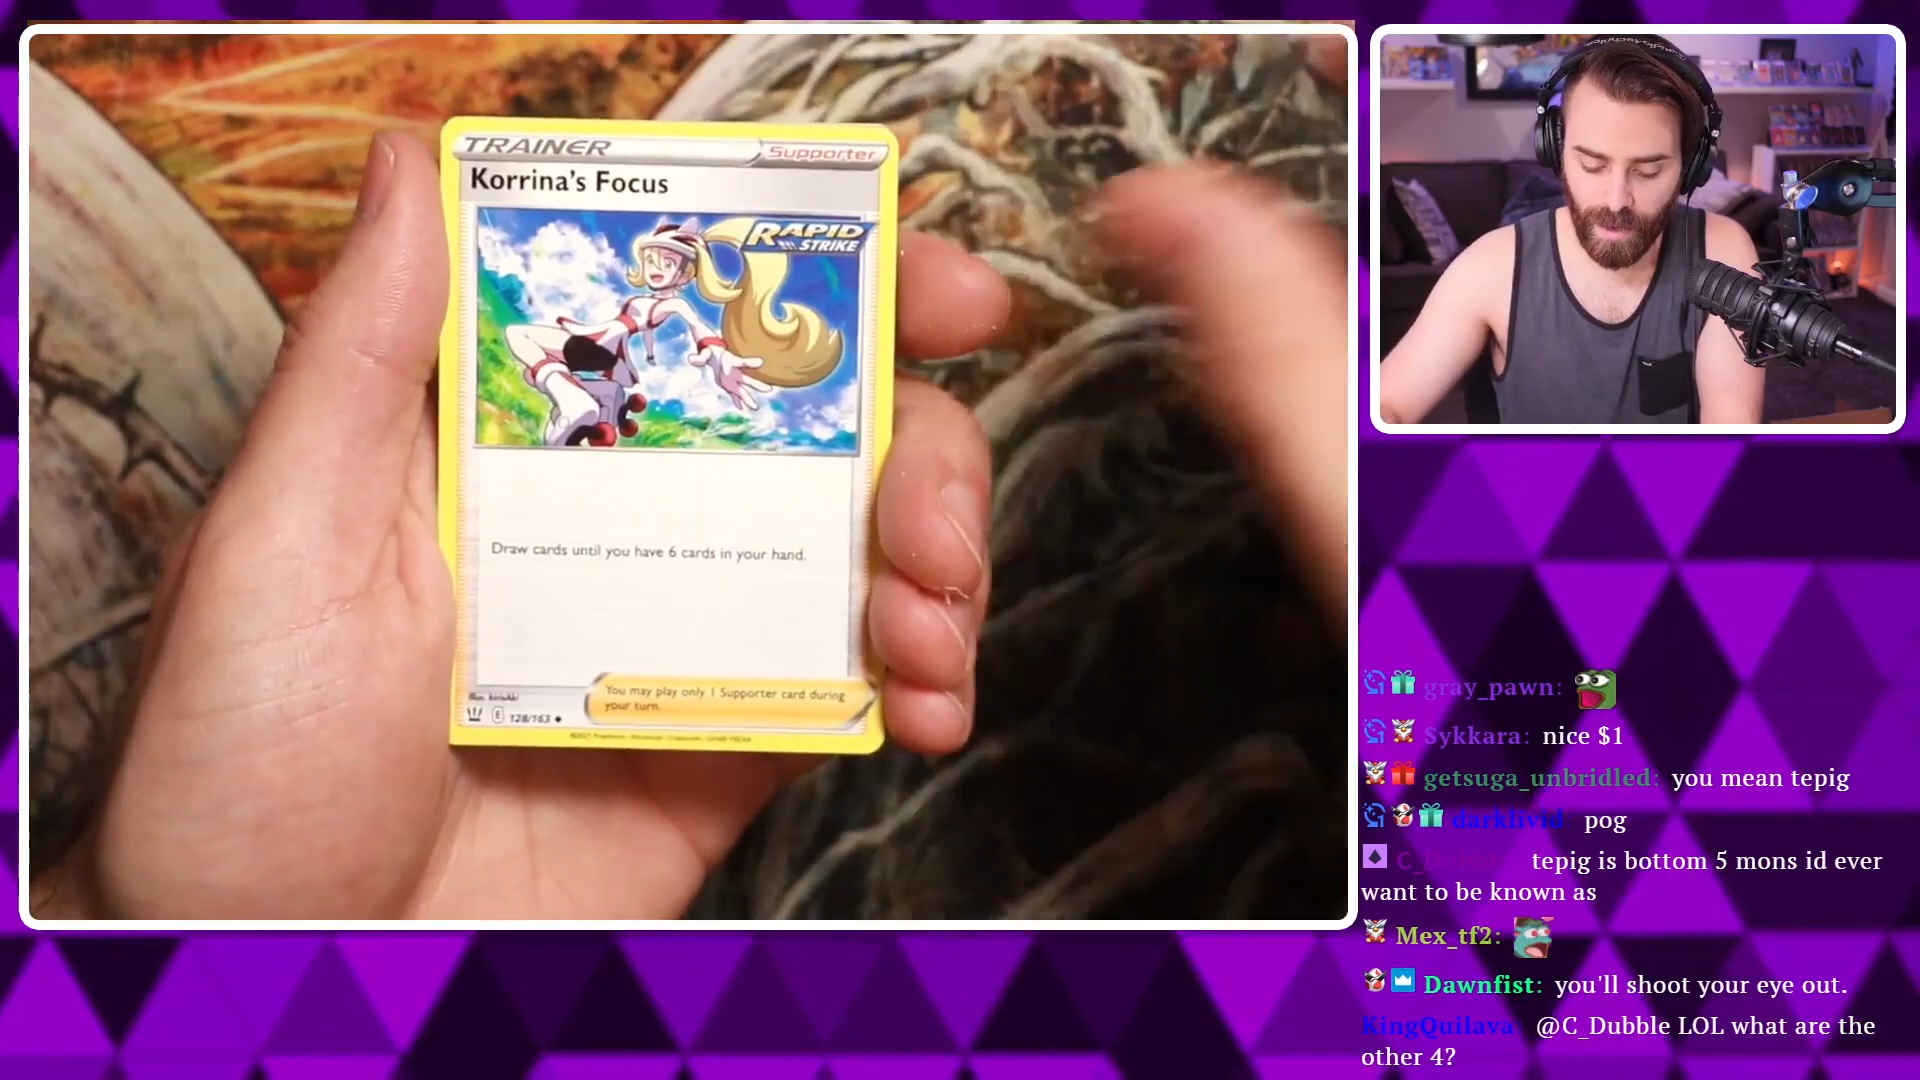 TRAINER
Supporter
Korrina's Focus
RAPID
STRIKE
Draw cards until you have 6 cards in your hand.
You may play only 1 Supporter card during
your turn.
E 128/163
gray_pawn:
Sykkara: nice $1
getsuga_unbridled: you mean tepig
darklivid: pog
tepig is bottom 5 mons id ever
want to be known as
Mex_tf2:
Dawnfist: you'll shoot your eye out.
KingQuilava @C_Dubble LOL what are the
other 4?